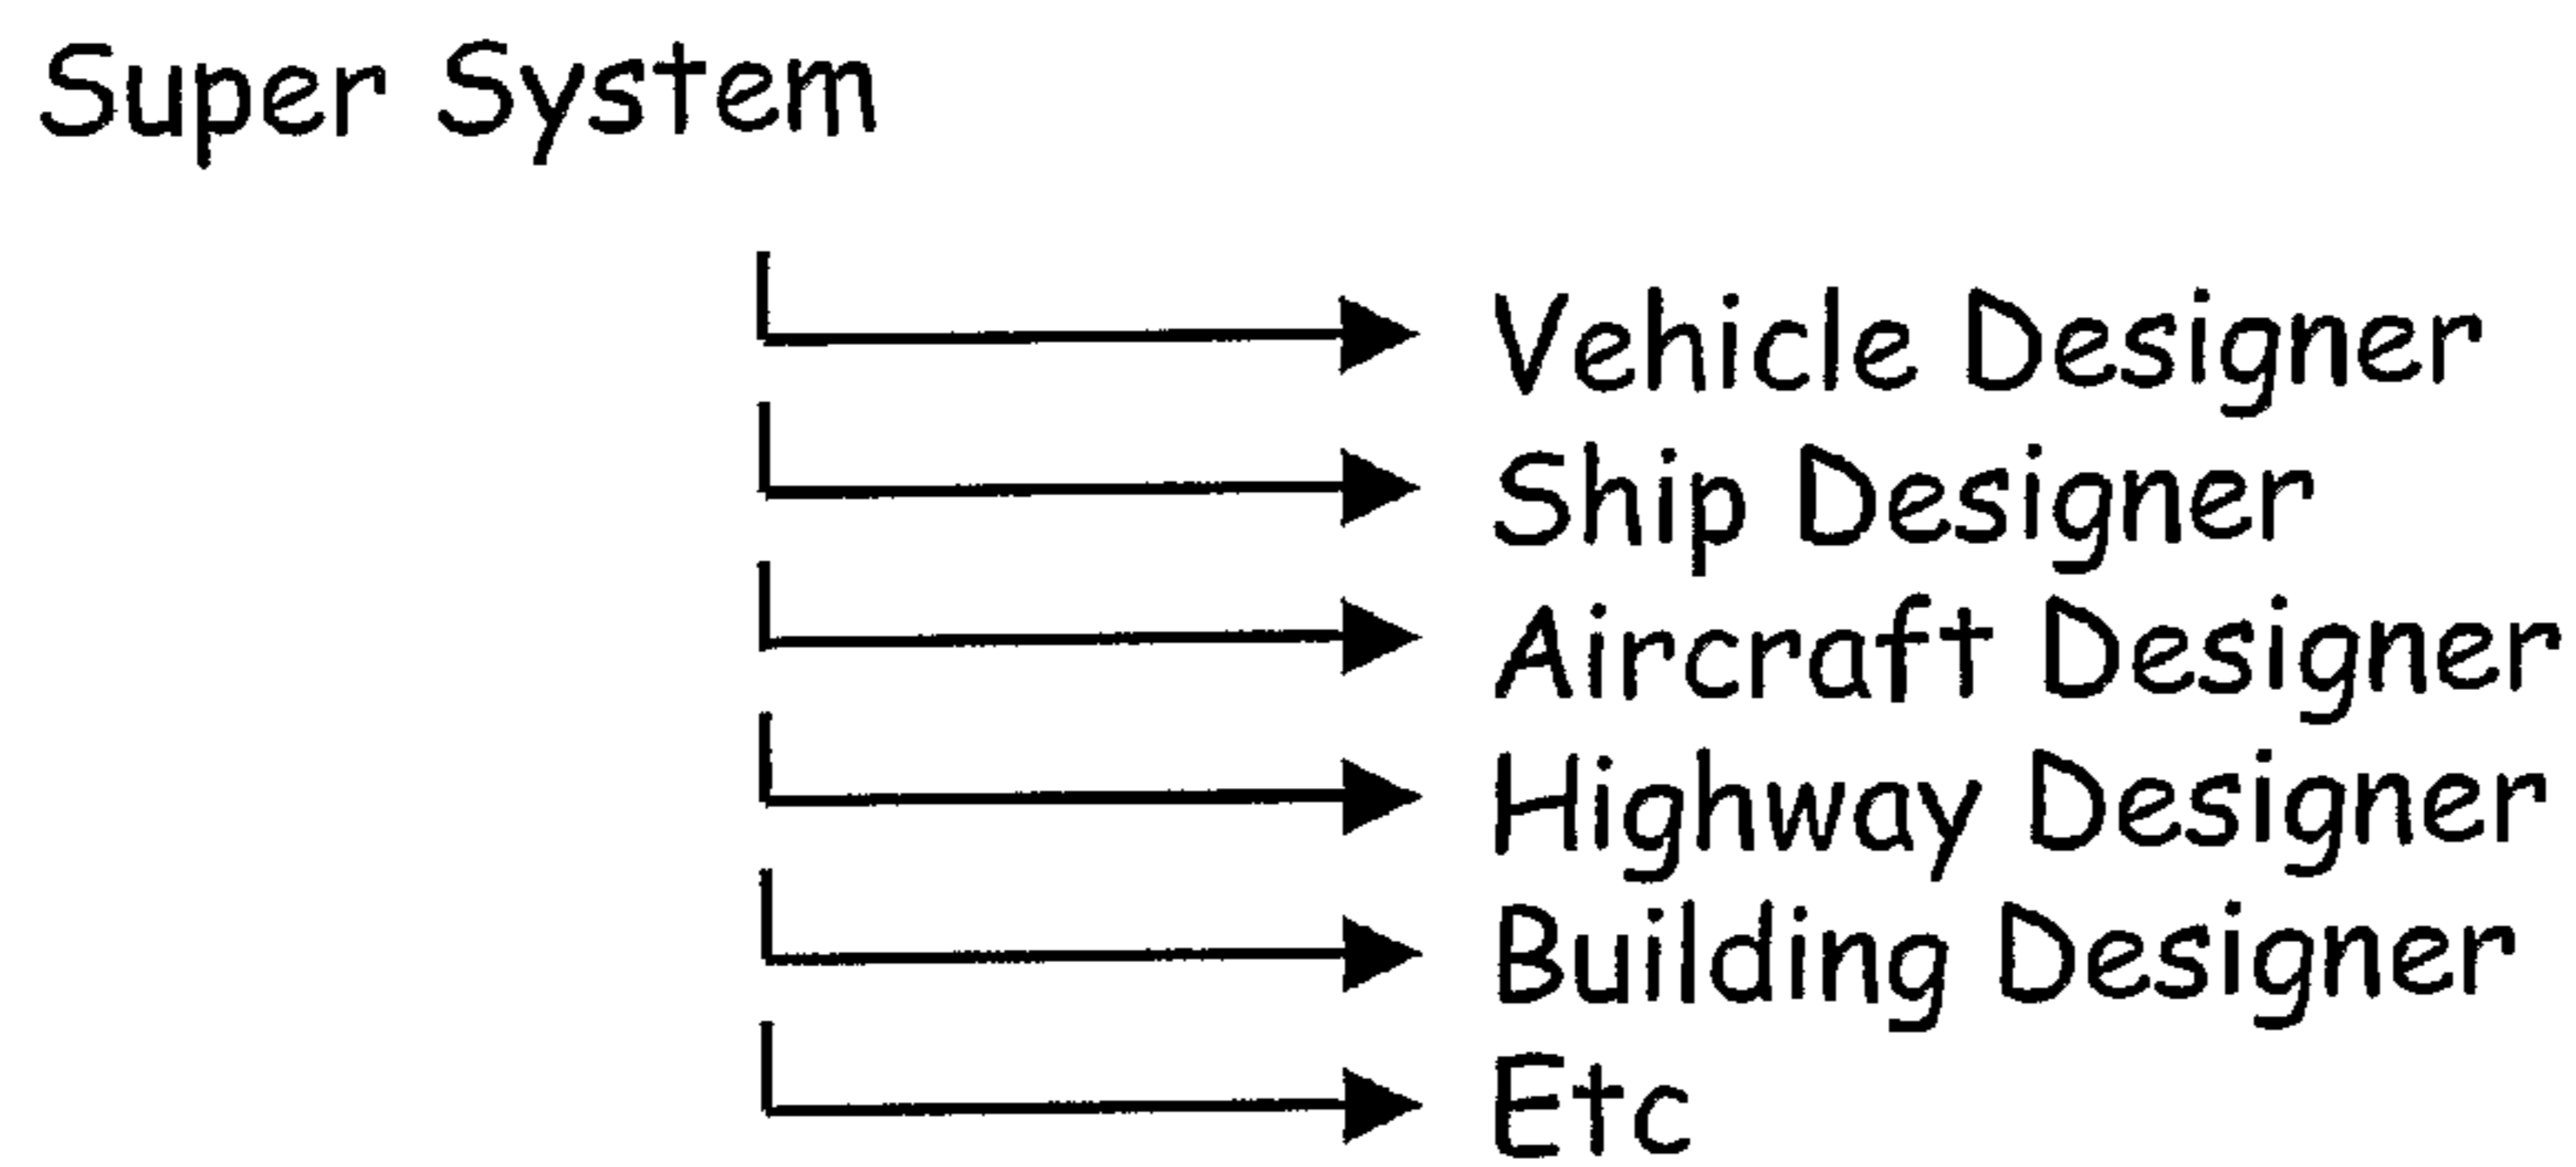 Super System
Vehicle Designer
Ship Designer
Aircraft Designer
Highway Designer
Building Designer
Etc